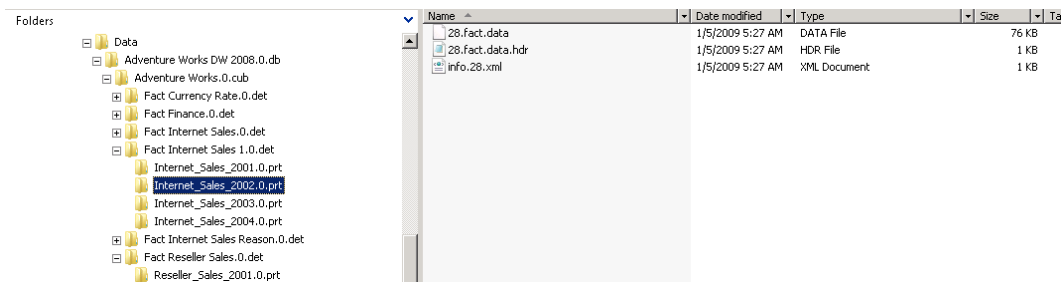 Folders
Data
Adventure Works DW 2008.0.db
Adventure Works.0.cub
Fact Currency Rate.0.det
Fact Finance.0.det
Fact Internet Sales.0.det
Fact Internet Sales 1.0.det
Internet_Sales_2001.0.prt
Internet_Sales_2002.0.prt
Internet_Sales_2003.0.prt
Internet_Sales_2004.0.prt
Fact Internet Sales Reason.0.det
Fact Reseller Sales.0.det
Reseller_Sales_2001.0.prt
Name Date modified Type Size Ta
28.fact.data 1/5/2009 5:27 AM DATA File 76 KB
28.fact.data.hdr 1/5/2009 5:27 AM HDR File 1 KB
info.28.xml 1/5/2009 5:27 AM XML Document 1 KB